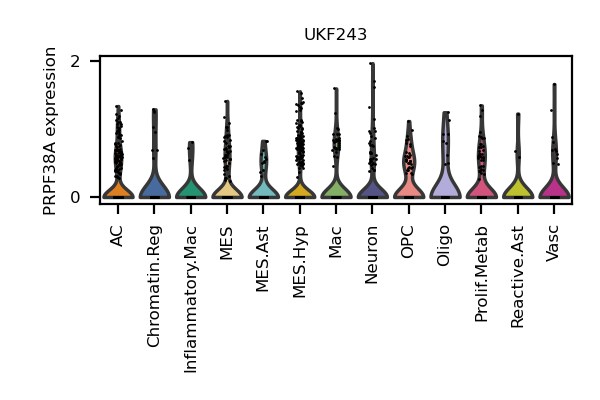 UKF243
PRPF38A expression
2
0
AC
Chromatin.Reg
Inflammatory.Mac
MES
MES.Ast
MES.Hyp
Mac
Neuron
OPC
Oligo
Prolif.Metab
Reactive.Ast
Vasc